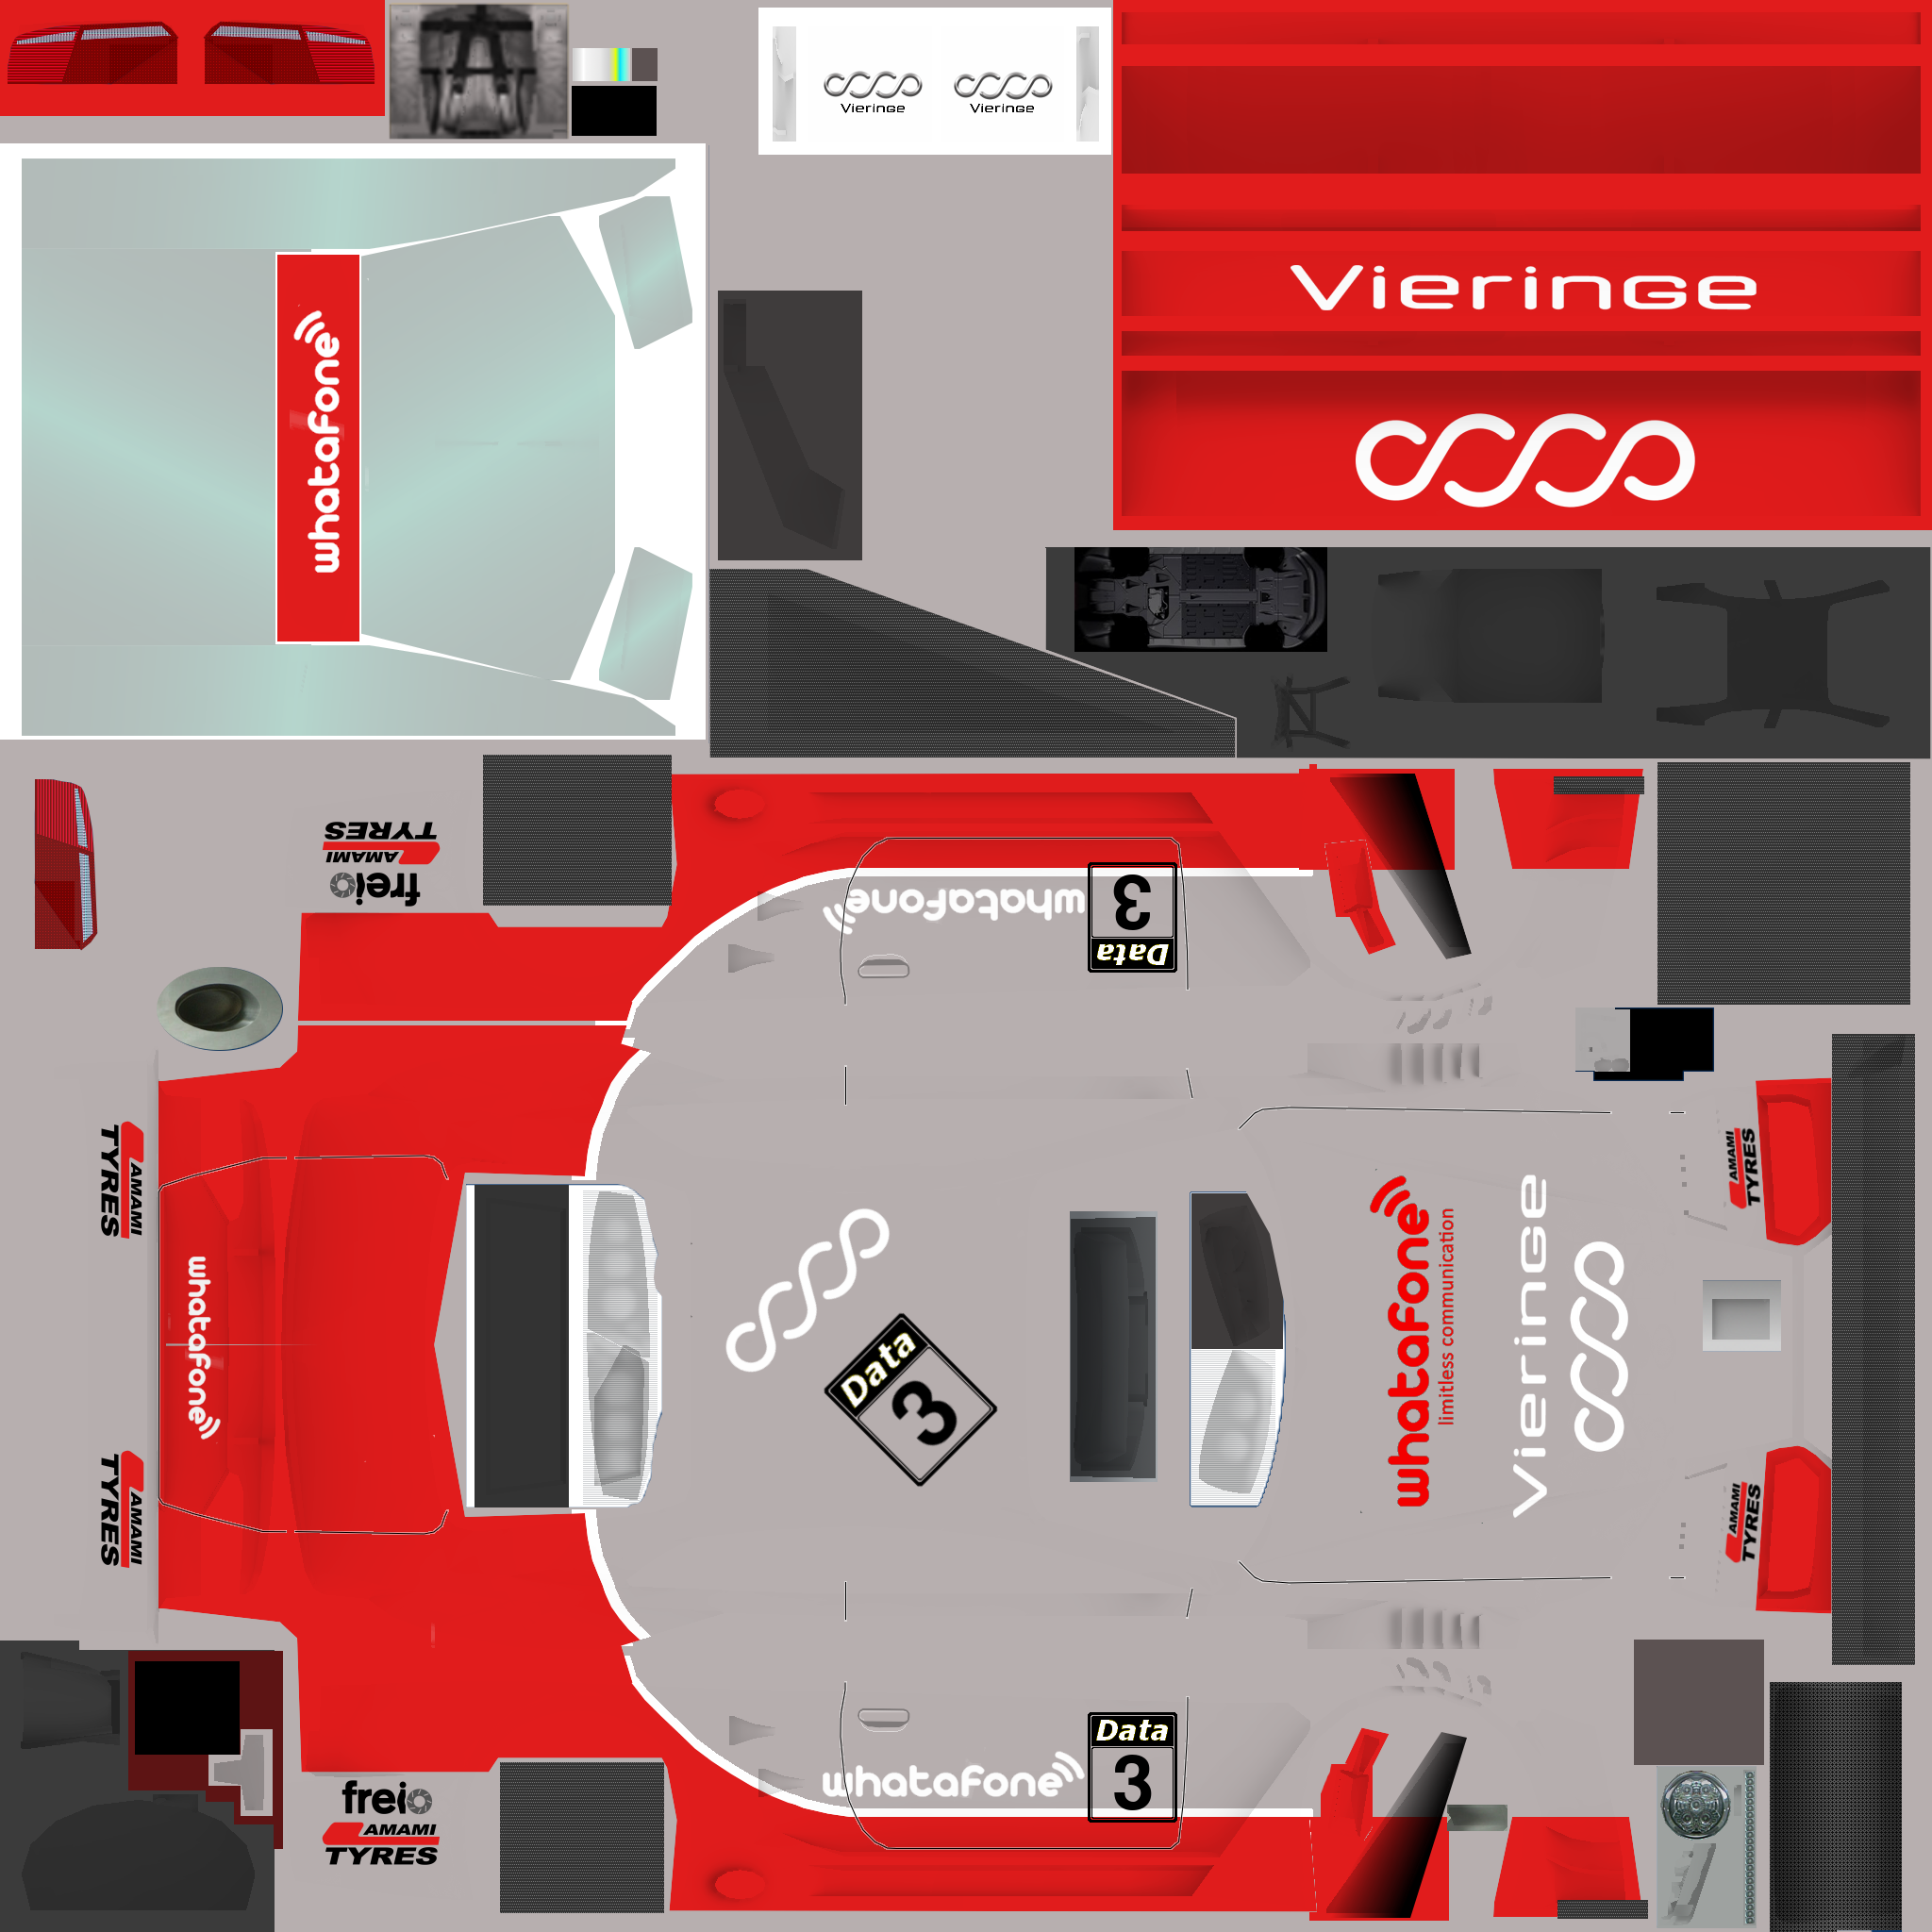 Vieringe
Vieringe
Vieringe
whatafone
AMAMI
TYRES
freio
whatafone
3
Data
AMAMI
TYRES
AMAMI
TYRES
whatafone
Data
3
whatafone
limitless communication
Vieringe
AMAMI
TYRES
AMAMI
TYRES
whatafone
Data
3
freio
AMAMI
TYRES